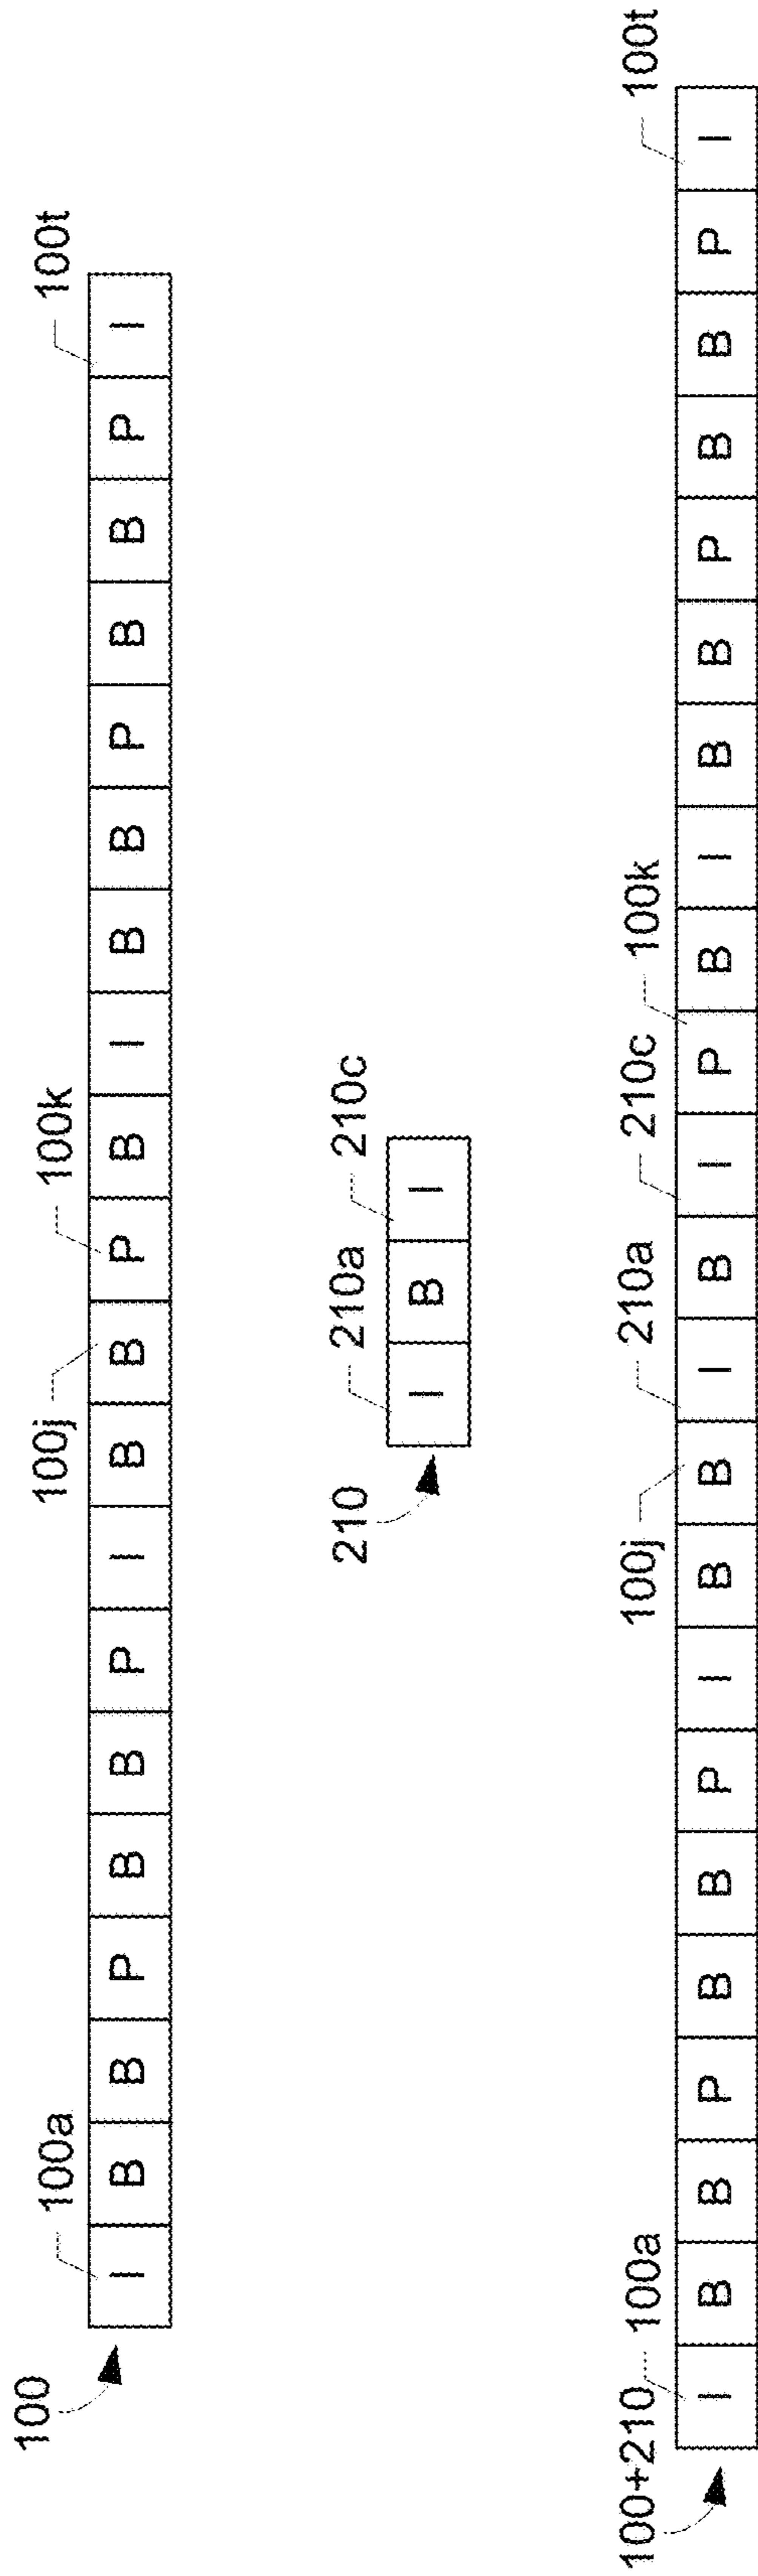 100 100a 100j 100k 100t
I B B P B B P I B B P B I B B P B B P I
210 210a 210c
I B I
100+210 100a 100j 210a 210c 100k 100t
I B B P B B P I B B I B I P B I B B P B B P I